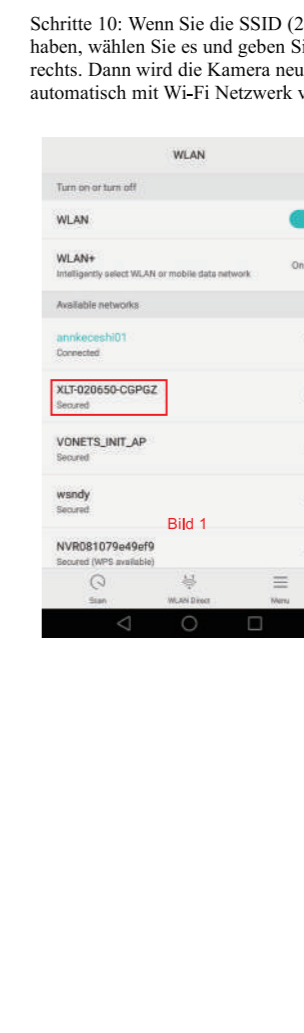 Schritte 10: Wenn Sie die SSID (2
haben, wählen Sie es und geben Si
rechts. Dann wird die Kamera neu
automatisch mit Wi-Fi Netzwerk v
WLAN
Turn on or turn off
WLAN
WLAN+
Intelligently select WLAN or mobile data network
On
Available networks
annkeceshi01
Connected
XLT-020650-CGPGZ
Secured
VONETS_INIT_AP
Secured
wsndy
Secured
Bild 1
NVR081079e49ef9
Secured (WPS available)
Scan WLAN Direct Menu